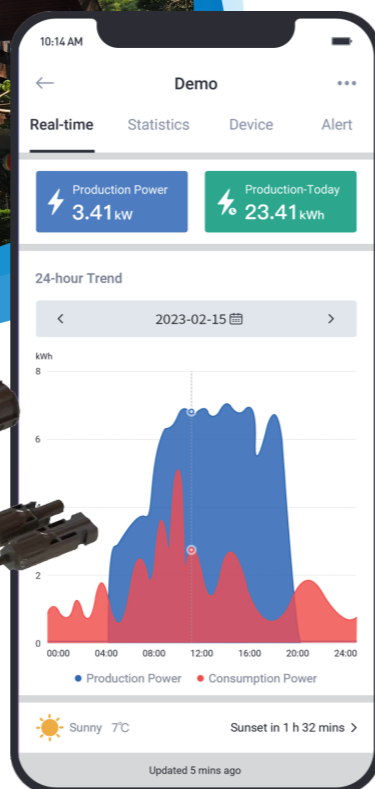 10:14 AM
Demo
Real-time Statistics Device Alert
Production Power
3.41kW
Production-Today
23.41kWh
24-hour Trend
2023-02-15
kWh
8
6
2
0
00:00 04:00 08:00 12:00 16:00 20:00 24:00
Production Power Consumption Power
Sunny 7℃ Sunset in 1 h 32 mins
Updated 5 mins ago